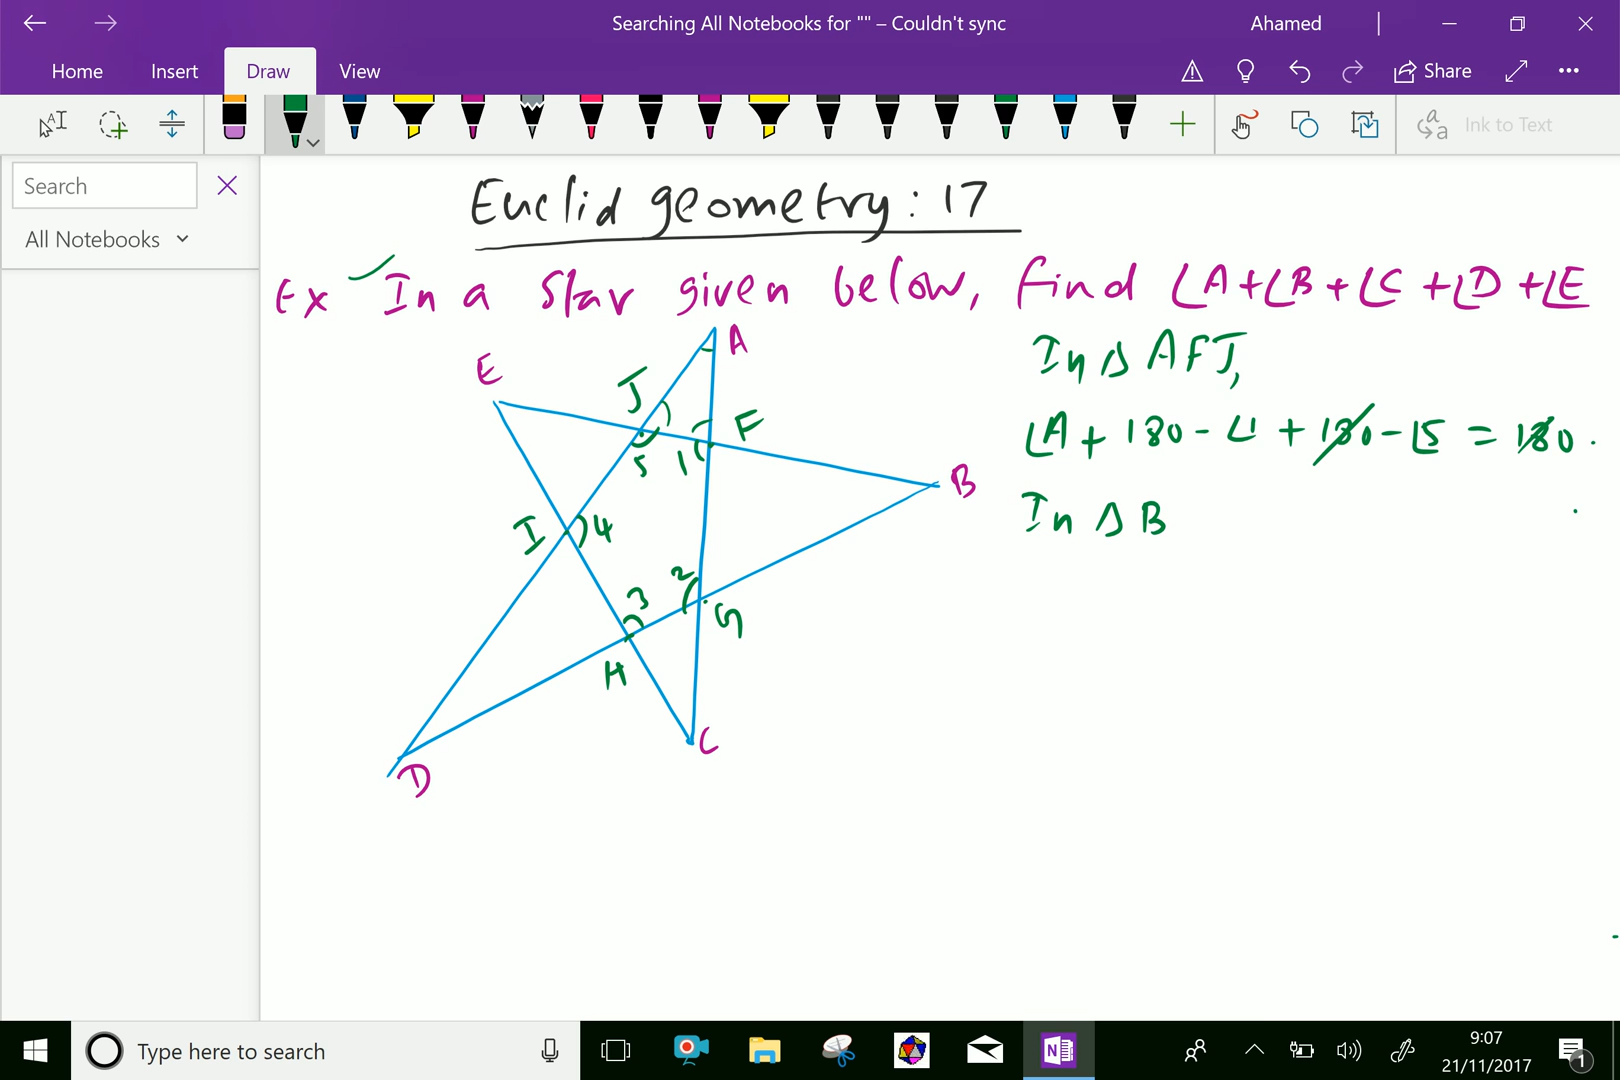 Searching All Notebooks for "" – Couldn't sync
Ahamed
Home Insert Draw View
Share
Ink to Text
Search
All Notebooks
Euclid geometry: 17
Ex In a star given below, find ∠A+∠B+∠C+∠D+∠E
A
E
J
F
5
1
B
I
4
2
3
G
H
C
D
In Δ AFJ,
∠A + 180 - ∠1 + 180 - ∠5 = 180.
In Δ B
Type here to search
N
9:07
21/11/2017
1